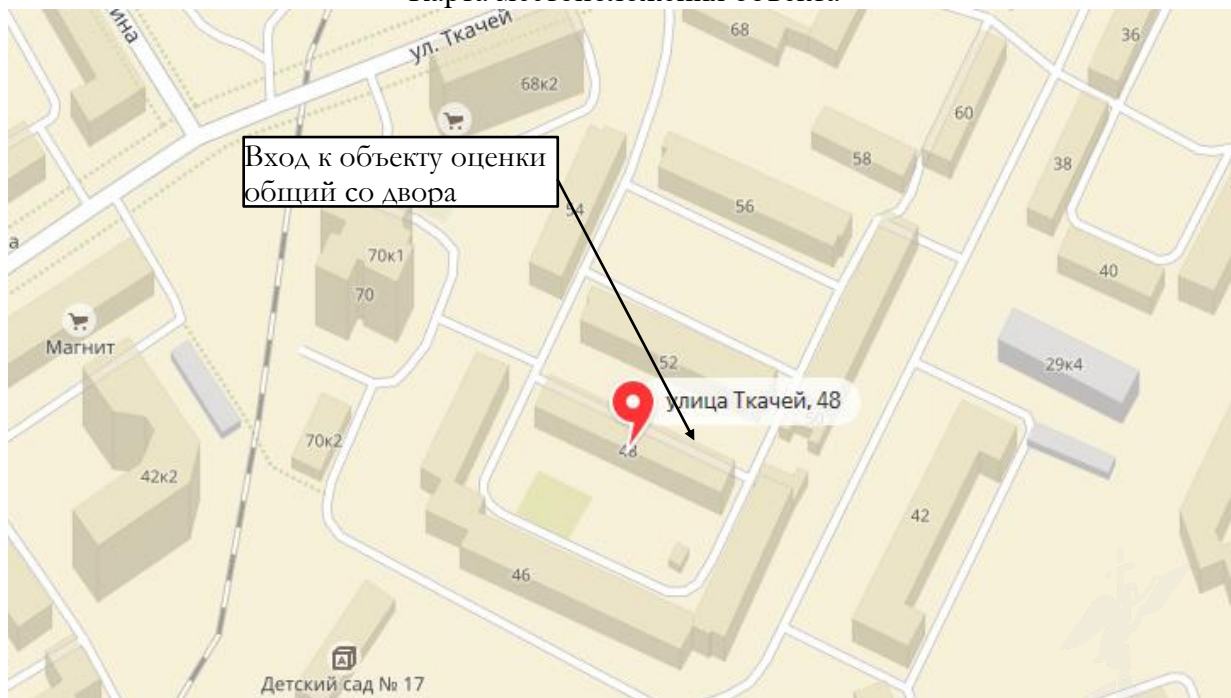 ул. Ткачей
68
36
68к2
60
Вход к объекту оценки
общий со двора
58
38
54
56
70к1
40
70
Магнит
52
29к4
улица Ткачей, 48
70к2
48
42к2
42
46
Детский сад № 17